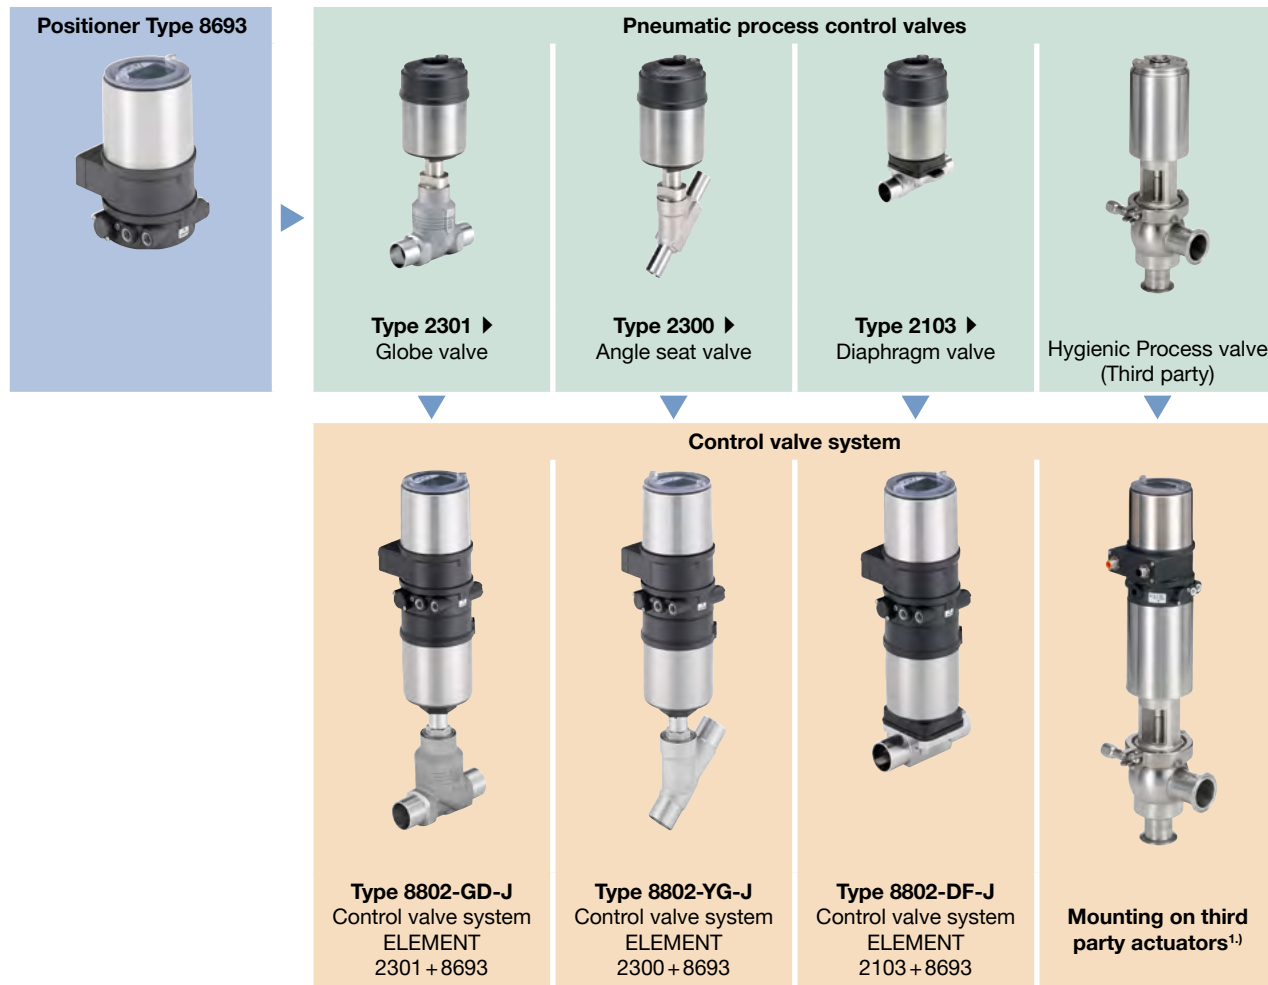 Positioner Type 8693
Pneumatic process control valves
Type 2301 ▶
Globe valve
Type 2300 ▶
Angle seat valve
Type 2103 ▶
Diaphragm valve
Hygienic Process valve
(Third party)
Control valve system
Type 8802-GD-J
Control valve system
ELEMENT
2301 + 8693
Type 8802-YG-J
Control valve system
ELEMENT
2300 + 8693
Type 8802-DF-J
Control valve system
ELEMENT
2103 + 8693
Mounting on third
party actuators¹·⁾